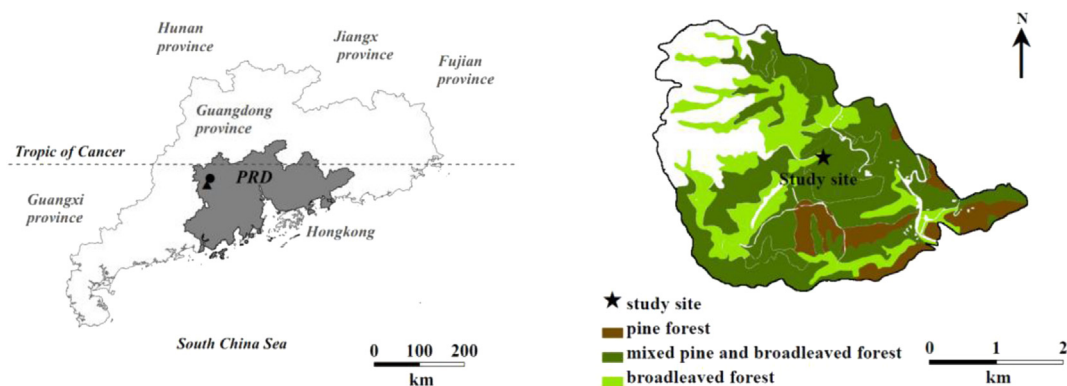 Hunan
province
Jiangx
province
Fujian
province
Guangdong
province
Tropic of Cancer
PRD
Guangxi
province
Hongkong
South China Sea
0 100 200
km
N
Study site
study site
pine forest
mixed pine and broadleaved forest
broadleaved forest
0 1 2
km